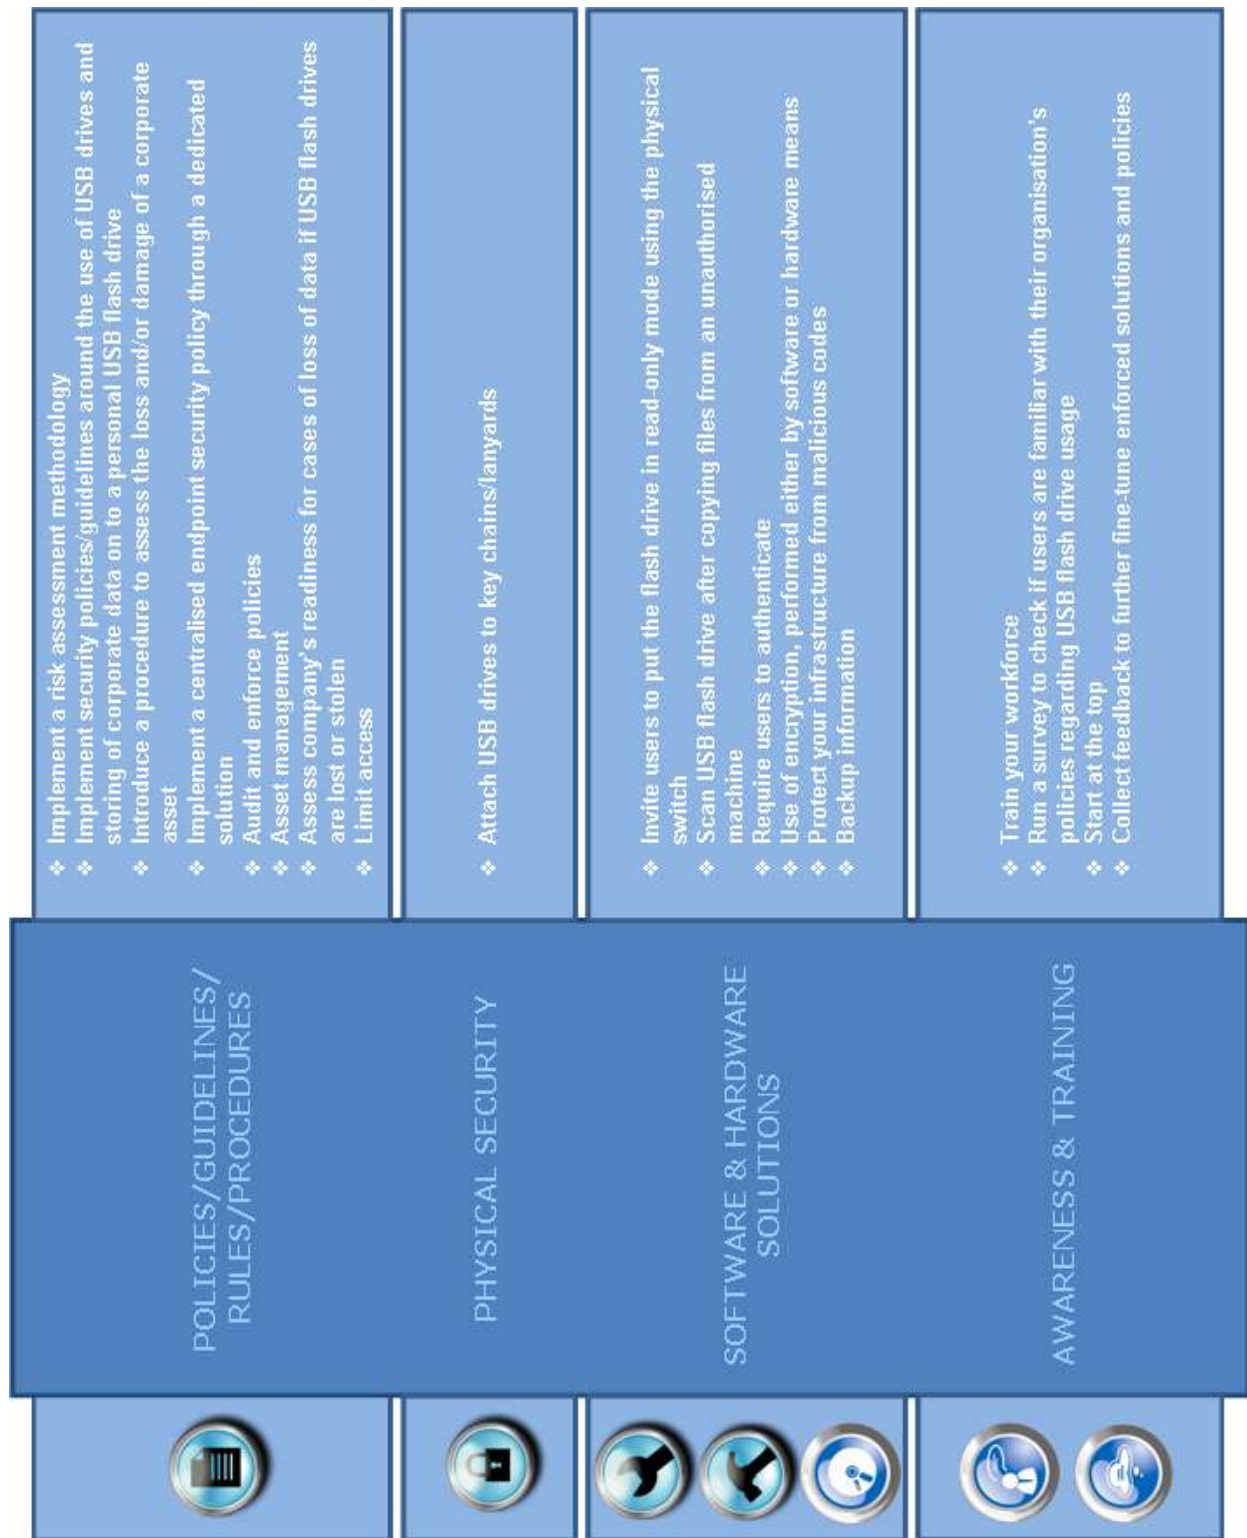 POLICIES/GUIDELINES/
RULES/PROCEDURES
❖ Implement a risk assessment methodology
❖ Implement security policies/guidelines around the use of USB drives and
storing of corporate data on to a personal USB flash drive
❖ Introduce a procedure to assess the loss and/or damage of a corporate
asset
❖ Implement a centralised endpoint security policy through a dedicated
solution
❖ Audit and enforce policies
❖ Asset management
❖ Assess company's readiness for cases of loss of data if USB flash drives
are lost or stolen
❖ Limit access
PHYSICAL SECURITY
❖ Attach USB drives to key chains/lanyards
SOFTWARE & HARDWARE
SOLUTIONS
❖ Invite users to put the flash drive in read-only mode using the physical
switch
❖ Scan USB flash drive after copying files from an unauthorised
machine
❖ Require users to authenticate
❖ Use of encryption, performed either by software or hardware means
❖ Protect your infrastructure from malicious codes
❖ Backup information
AWARENESS & TRAINING
❖ Train your workforce
❖ Run a survey to check if users are familiar with their organisation's
policies regarding USB flash drive usage
❖ Start at the top
❖ Collect feedback to further fine-tune enforced solutions and policies